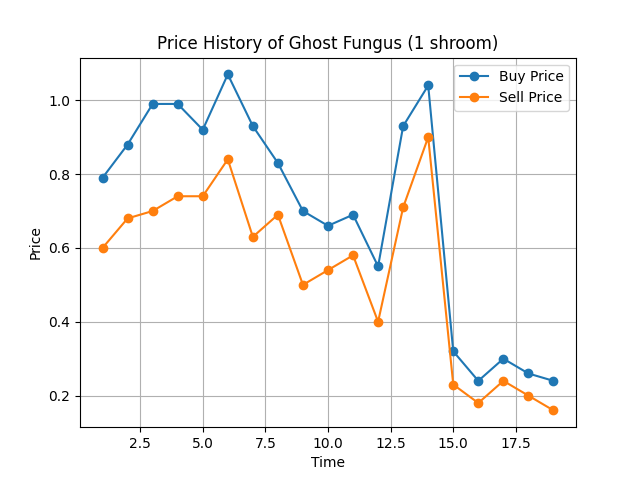 Price History of Ghost Fungus (1 shroom)
Buy Price
Sell Price
Price
1.0
0.8
0.6
0.4
0.2
2.5 5.0 7.5 10.0 12.5 15.0 17.5
Time